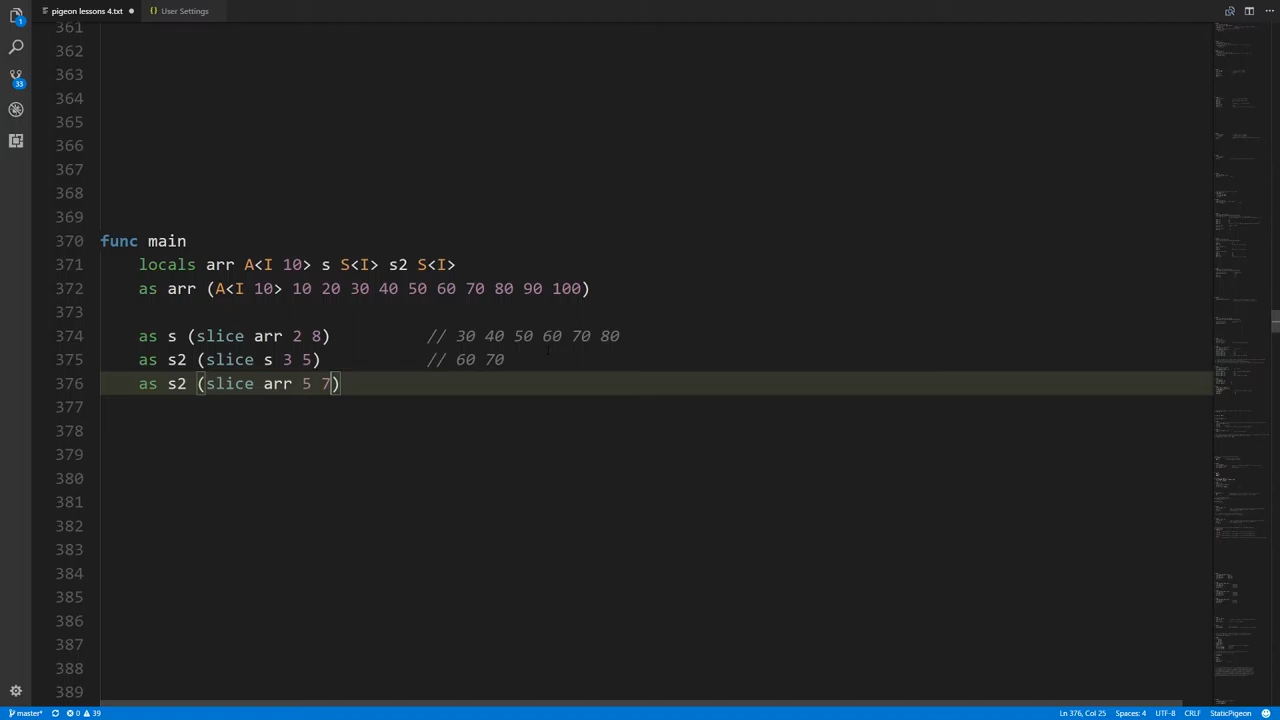 pigeon lessons 4.txt
{} User Settings
1
33
361
362
363
364
365
366
367
368
369
370 func main
371 locals arr A<I 10> s S<I> s2 S<I>
372 as arr (A<I 10> 10 20 30 40 50 60 70 80 90 100)
373
374 as s (slice arr 2 8) // 30 40 50 60 70 80
375 as s2 (slice s 3 5) // 60 70
376 as s2 (slice arr 5 7)
377
378
379
380
381
382
383
384
385
386
387
388
389
master* 0 39 Ln 376, Col 25 Spaces: 4 UTF-8 CRLF StaticPigeon